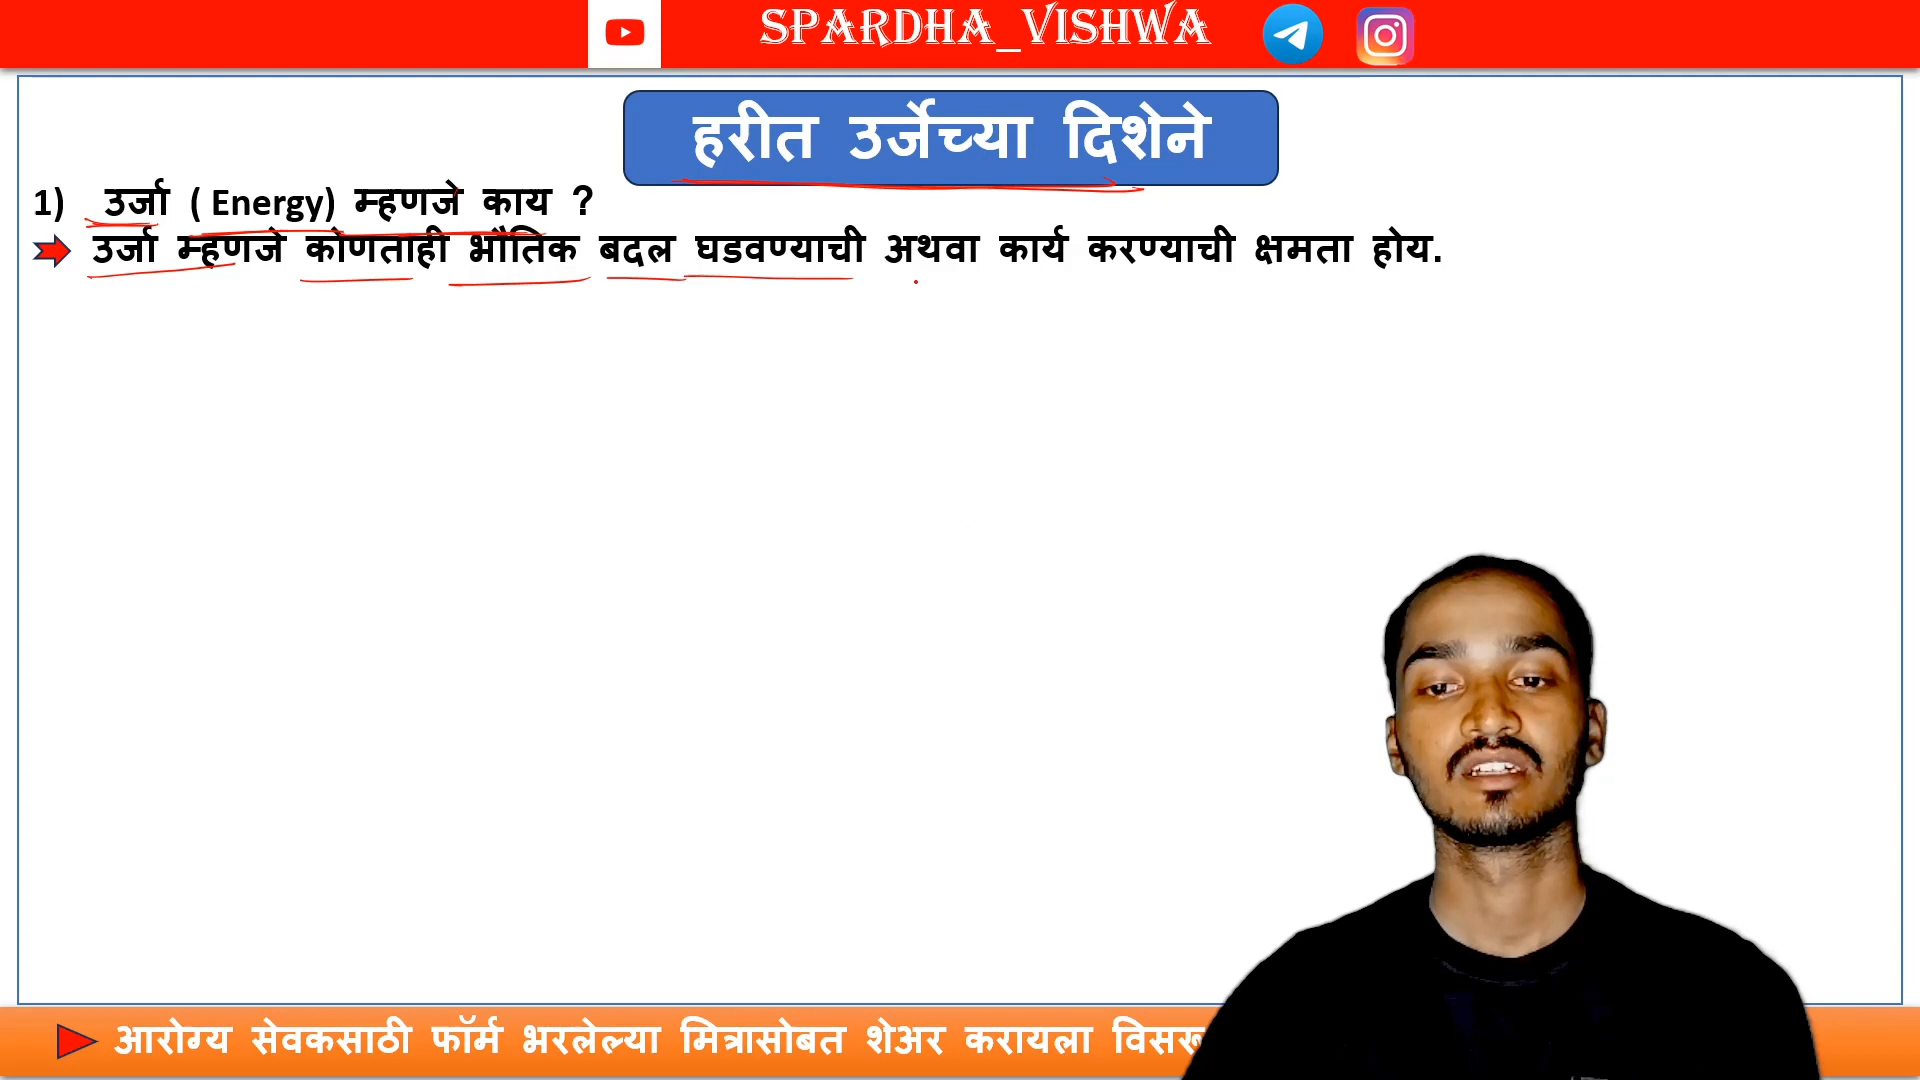 SPARDHA_VISHWA
हरीत उर्जेच्या दिशेने
1) उर्जा ( Energy) म्हणजे काय ?
उर्जा म्हणजे कोणताही भौतिक बदल घडवण्याची अथवा कार्य करण्याची क्षमता होय.
आरोग्य सेवकसाठी फॉर्म भरलेल्या मित्रासोबत शेअर करायला